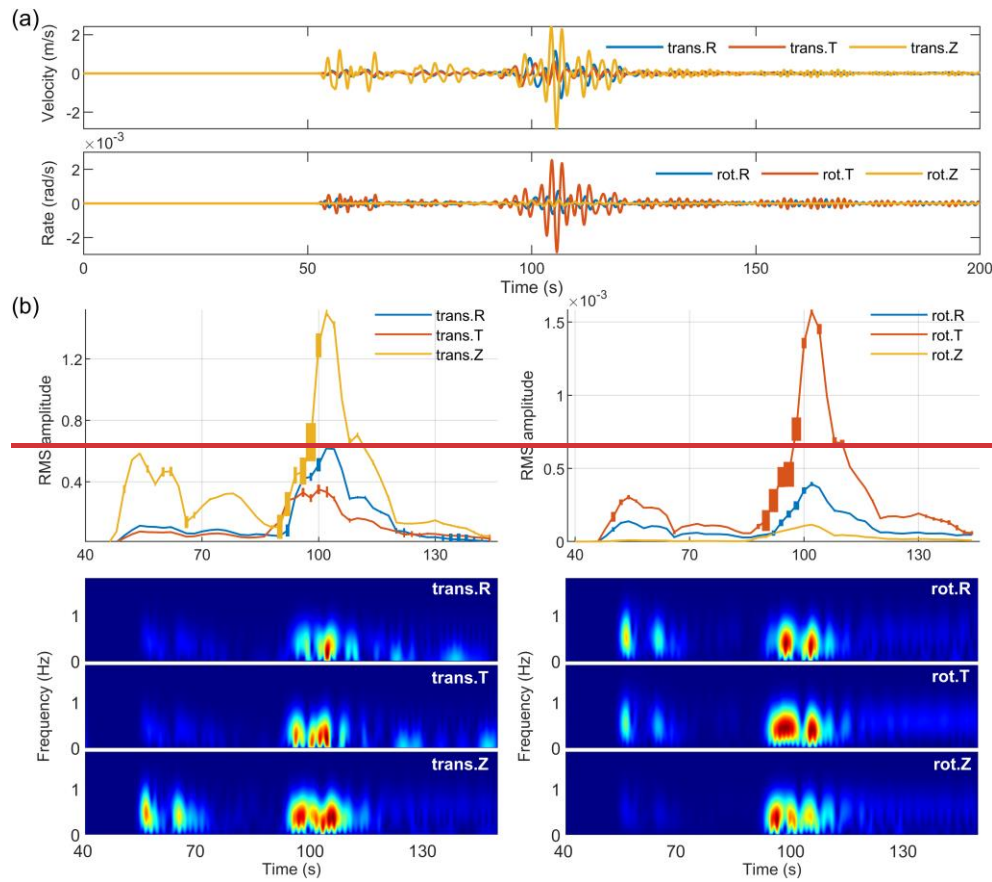 (a)
Velocity (m/s)
2
0
-2
trans.R trans.T trans.Z
×10⁻³
Rate (rad/s)
2
0
-2
rot.R rot.T rot.Z
0 50 100 150 200
Time (s)
(b)
RMS amplitude
1.2
0.8
0.4
trans.R
trans.T
trans.Z
40 70 100 130
×10⁻³
RMS amplitude
1.5
1
0.5
0
rot.R
rot.T
rot.Z
40 70 100 130
Frequency (Hz)
1
0
trans.R
1
0
trans.T
1
0
trans.Z
40 70 100 130
Time (s)
Frequency (Hz)
1
0
rot.R
1
0
rot.T
1
0
rot.Z
40 70 100 130
Time (s)